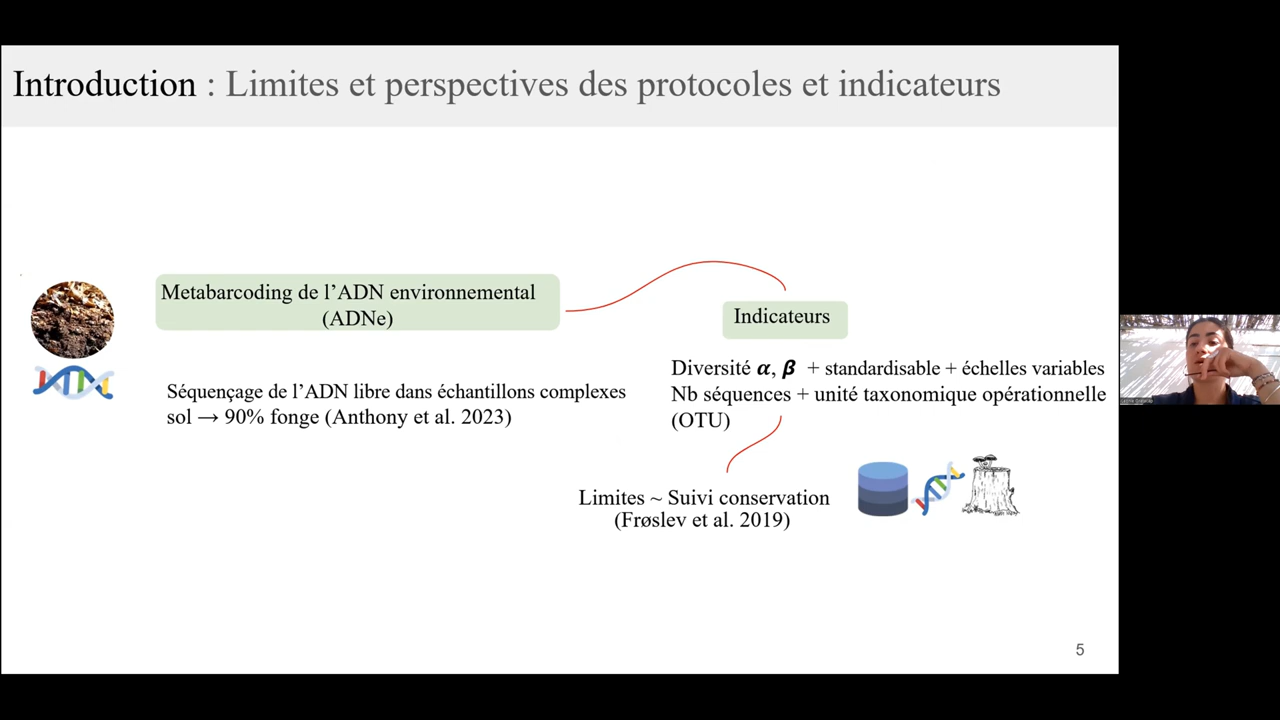 Introduction : Limites et perspectives des protocoles et indicateurs
Metabarcoding de l’ADN environnemental
(ADNe)
Séquençage de l’ADN libre dans échantillons complexes
sol → 90% fonge (Anthony et al. 2023)
Indicateurs
Diversité α, β + standardisable + échelles variables
Nb séquences + unité taxonomique opérationnelle
(OTU)
Limites ~ Suivi conservation
(Frøslev et al. 2019)
5